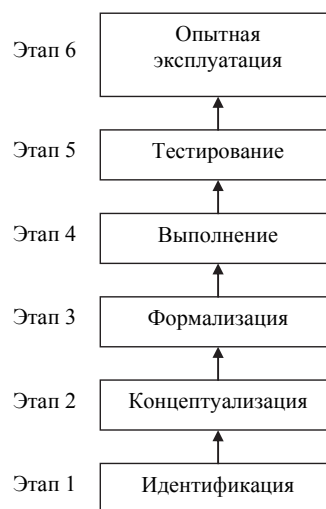 Этап 6
Опытная
эксплуатация
Этап 5
Тестирование
Этап 4
Выполнение
Этап 3
Формализация
Этап 2
Концептуализация
Этап 1
Идентификация